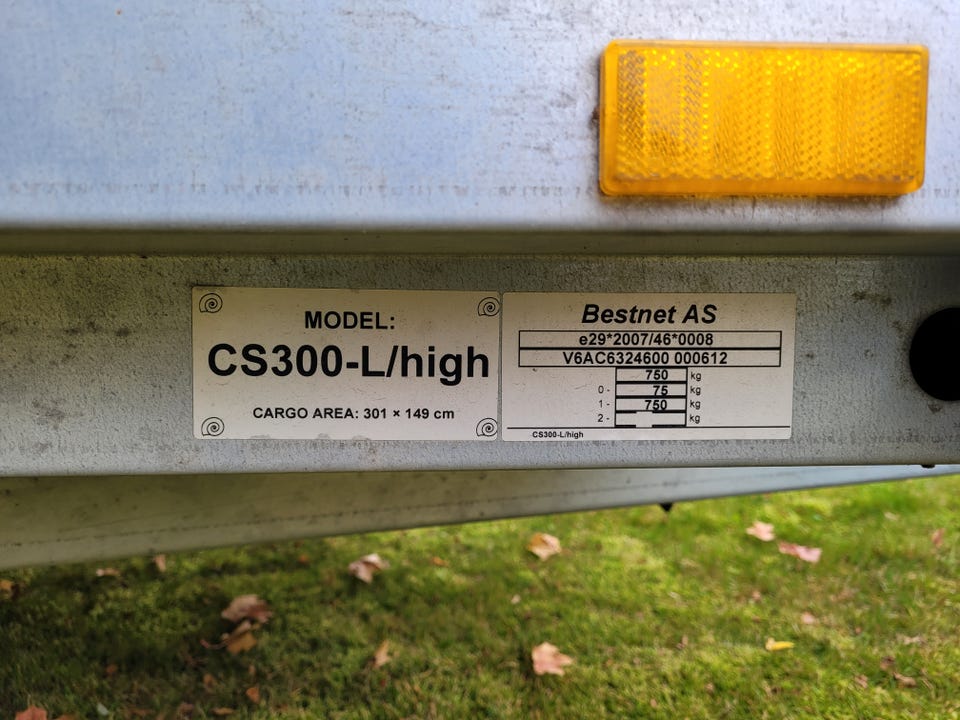 MODEL:
CS300-L/high
CARGO AREA: 301 × 149 cm
Bestnet AS
e29*2007/46*0008
V6AC6324600 000612
750 kg
0 - 75 kg
1 - 750 kg
2 - kg
CS300-L/high